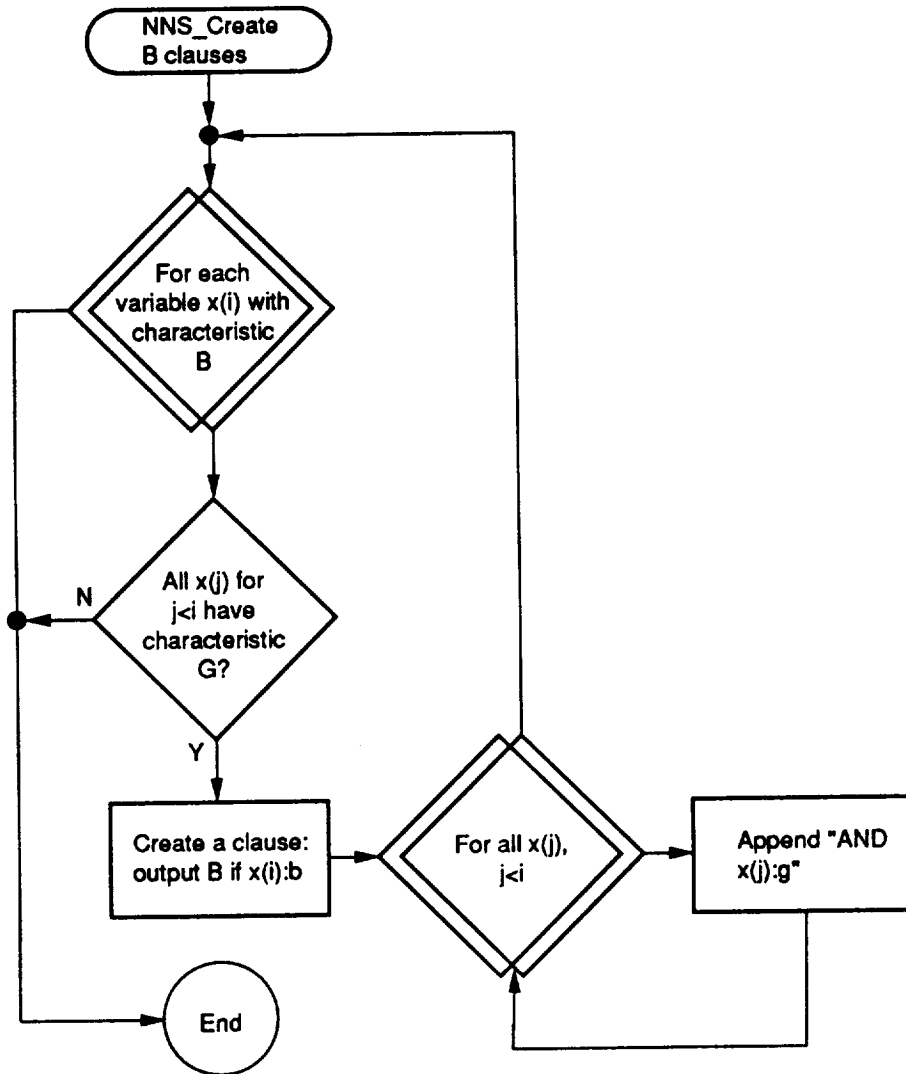 NNS_Create
B clauses
For each
variable x(i) with
characteristic
B
All x(j) for
j<i have
characteristic
G?
N
Y
Create a clause:
output B if x(i):b
For all x(j),
j<i
Append "AND
x(j):g"
End